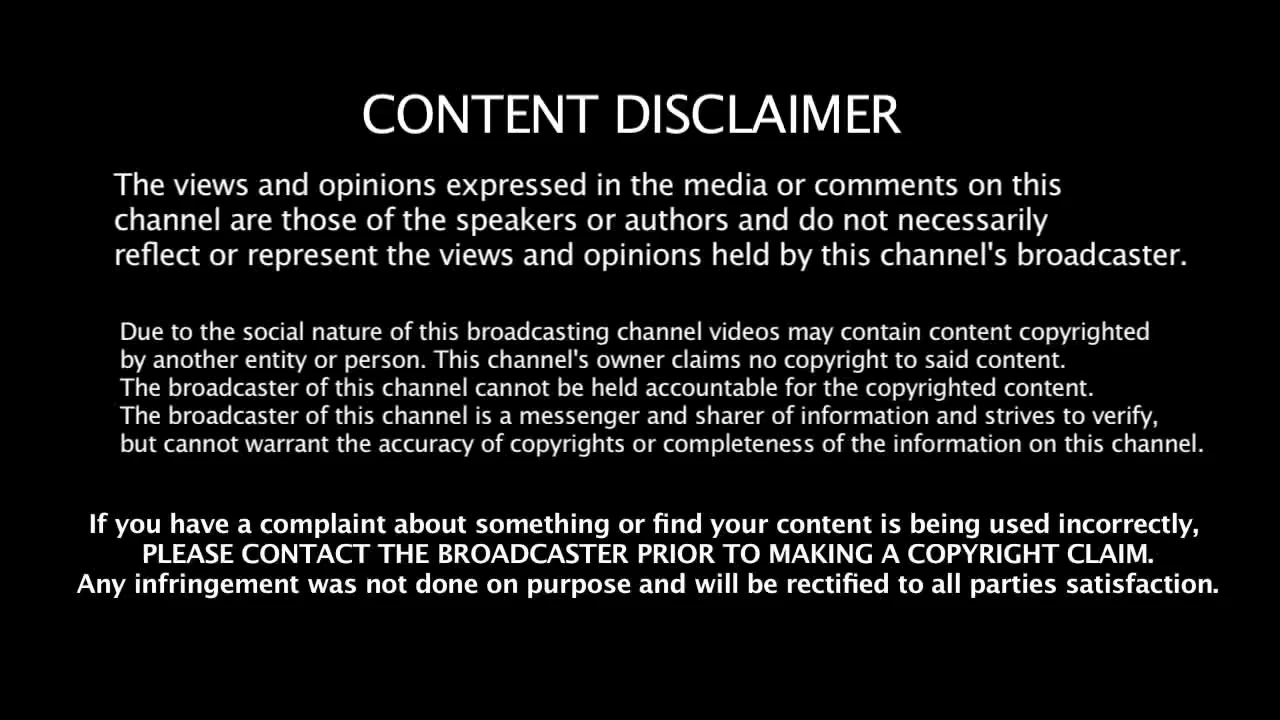 CONTENT DISCLAIMER
The views and opinions expressed in the media or comments on this
channel are those of the speakers or authors and do not necessarily
reflect or represent the views and opinions held by this channel's broadcaster.
Due to the social nature of this broadcasting channel videos may contain content copyrighted
by another entity or person. This channel's owner claims no copyright to said content.
The broadcaster of this channel cannot be held accountable for the copyrighted content.
The broadcaster of this channel is a messenger and sharer of information and strives to verify,
but cannot warrant the accuracy of copyrights or completeness of the information on this channel.
If you have a complaint about something or find your content is being used incorrectly,
PLEASE CONTACT THE BROADCASTER PRIOR TO MAKING A COPYRIGHT CLAIM.
Any infringement was not done on purpose and will be rectified to all parties satisfaction.